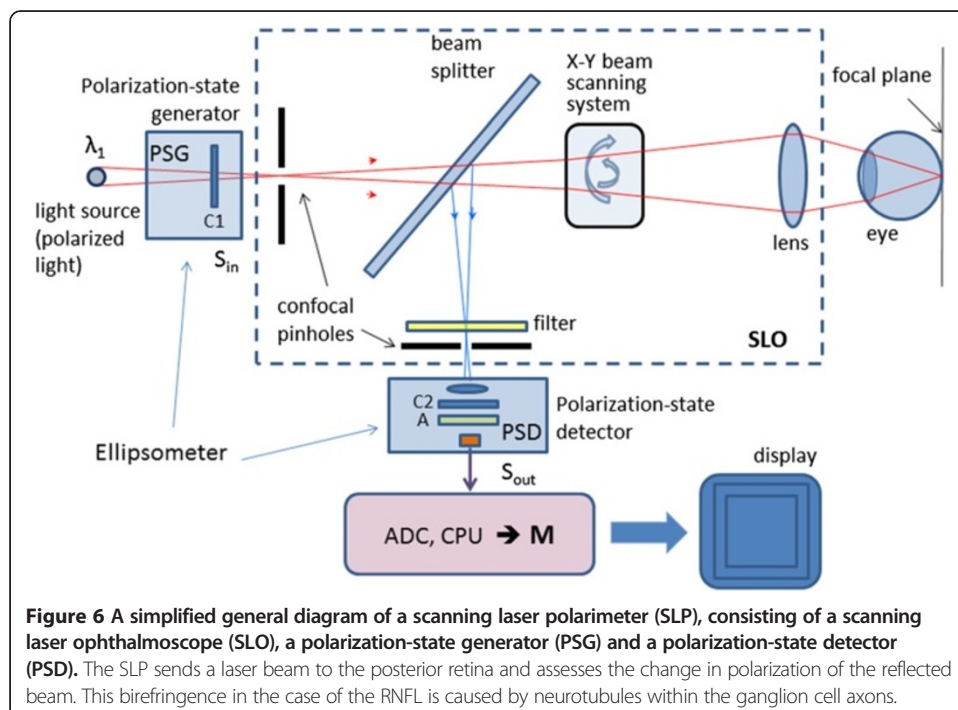 beam
splitter
X-Y beam
scanning
system
focal plane
Polarization-state
generator
λ1
PSG
C1
light source
(polarized
light)
Sin
lens
eye
confocal
pinholes
filter
SLO
C2
A
PSD
Polarization-state
detector
Ellipsometer
Sout
display
ADC, CPU ➔ M
Figure 6 A simplified general diagram of a scanning laser polarimeter (SLP), consisting of a scanning
laser ophthalmoscope (SLO), a polarization-state generator (PSG) and a polarization-state detector
(PSD). The SLP sends a laser beam to the posterior retina and assesses the change in polarization of the reflected
beam. This birefringence in the case of the RNFL is caused by neurotubules within the ganglion cell axons.